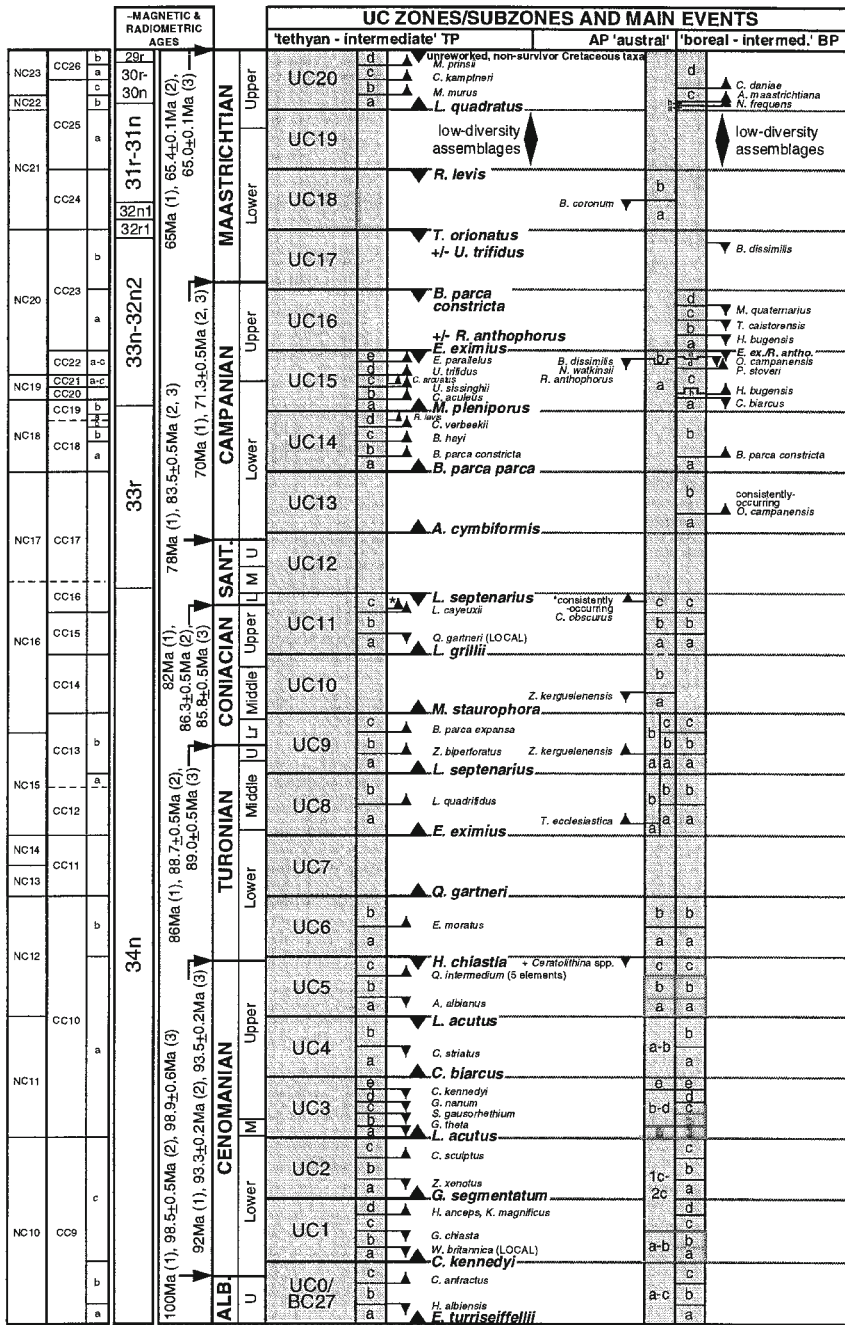 ~MAGNETIC & RADIOMETRIC AGES
UC ZONES/SUBZONES AND MAIN EVENTS
'tethyan - intermediate' TP
AP 'austral'
'boreal - intermed.' BP
NC23
NC22
NC21
NC20
NC19
NC18
NC17
NC16
NC15
NC14
NC13
NC12
NC11
NC10
CC26
CC25
CC24
CC23
CC22
CC21
CC20
CC19
CC18
CC17
CC16
CC15
CC14
CC13
CC12
CC11
CC10
CC9
b
a
c
b
a
b
a
a-c
a-c
b
a
b
a
b
a
b
a
c
b
a
29r
30r-30n
31r-31n
32n1
32r1
33n-32n2
33r
34n
65Ma (1), 65.4±0.1Ma (2), 65.0±0.1Ma (3)
70Ma (1), 71.3±0.5Ma (2, 3)
78Ma (1), 83.5±0.5Ma (2, 3)
82Ma (1), 86.3±0.5Ma (2), 85.8±0.5Ma (3)
86Ma (1), 88.7±0.5Ma (2), 89.0±0.5Ma (3)
92Ma (1), 93.3±0.2Ma (2), 93.5±0.2Ma (3)
100Ma (1), 98.5±0.5Ma (2), 98.9±0.6Ma (3)
MAASTRICHTIAN
Upper
Lower
CAMPANIAN
Upper
Lower
SANT.
U
M
L
CONIACIAN
Upper
Middle
Lr
TURONIAN
U
Middle
Lower
CENOMANIAN
Upper
M
Lower
ALB.
U
UC20
d
c
b
a
unreworked, non-survivor Cretaceous taxa
M. prinsii
C. kamptneri
M. murus
L. quadratus
d
c
C. daniae
A. maastrichtiana
N. frequens
UC19
low-diversity assemblages
low-diversity assemblages
R. levis
UC18
B. coronum
b
a
T. orionatus
+/- U. trifidus
UC17
B. dissimilis
B. parca constricta
UC16
+/- R. anthophorus
E. eximius
d
c
b
a
M. quaternarius
T. caistorensis
H. bugensis
E. ex./R. antho.
UC15
e
d
c
b
a
E. parallelus
U. trifidus
C. arcuatus
U. sissinghii
C. aculeus
M. pleniporus
B. dissimilis
N. watkinsii
R. anthophorus
b
a
O. campanensis
P. stoveri
c
H. bugensis
C. biarcus
UC14
d
c
b
a
R. levis
C. verbeekii
B. hayi
B. parca constricta
B. parca parca
b
a
B. parca constricta
UC13
b
a
consistently-occurring
O. campanensis
A. cymbiformis
UC12
L. septenarius
UC11
c
b
a
*
L. cayeuxii
*consistently -occurring
C. obscurus
Q. gartneri (LOCAL)
L. grillii
c
b
a
c
b
a
UC10
Z. kerguelenensis
b
a
M. staurophora
UC9
c
b
a
B. parca expansa
Z. biperforatus
Z. kerguelenensis
L. septenarius
b
a
c
b
a
c
b
a
UC8
b
a
L. quadrifidus
T. ecclesiastica
E. eximius
b
a
b
a
b
a
UC7
Q. gartneri
UC6
b
a
E. moratus
b
a
b
a
H. chiastia
+ Ceratolithina spp.
UC5
c
b
a
Q. intermedium (5 elements)
A. albianus
c
b
a
c
b
a
L. acutus
UC4
b
a
C. striatus
C. biarcus
a-b
b
a
UC3
e
d
c
b
a
C. kennedyi
G. nanum
S. gausorhethium
G. theta
L. acutus
e
b-d
e
d
c
UC2
c
b
a
C. sculptus
Z. xenotus
G. segmentatum
1c-2c
c
b
a
UC1
d
c
b
a
H. anceps, K. magnificus
G. chiasta
W. britannica (LOCAL)
C. kennedyi
a-b
d
c
b
a
UC0/BC27
c
b
a
C. anfractus
H. albiensis
E. turriseiffellii
a-c
c
b
a